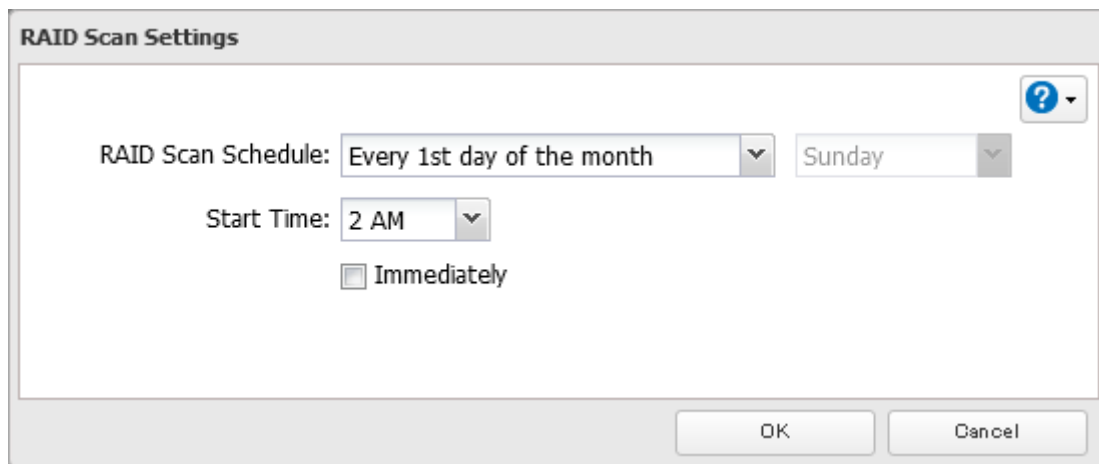 RAID Scan Settings
?
RAID Scan Schedule: Every 1st day of the month Sunday
Start Time: 2 AM
Immediately
OK Cancel